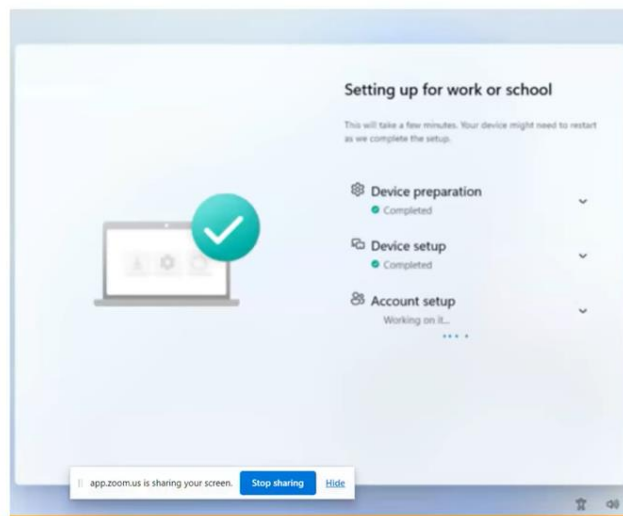 Setting up for work or school
This will take a few minutes. Your device might need to restart
as we complete the setup.
Device preparation
Completed
Device setup
Completed
Account setup
Working on it...
app.zoom.us is sharing your screen.
Stop sharing
Hide